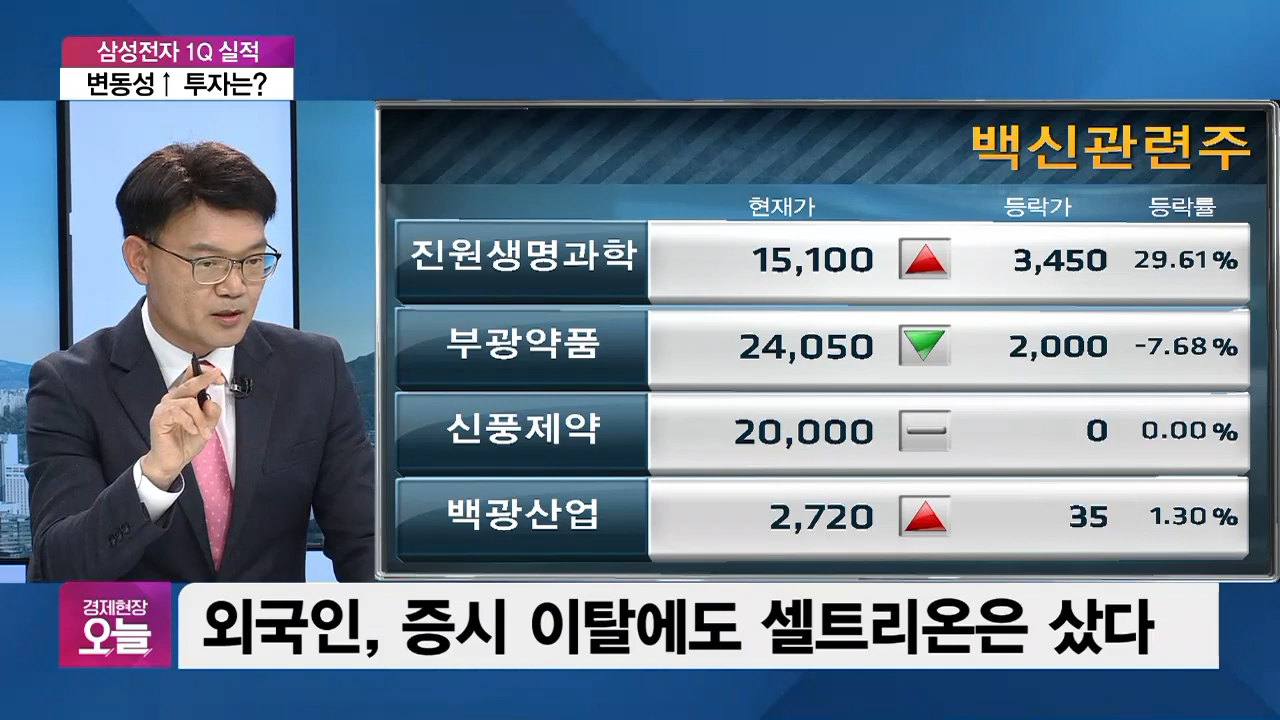 삼성전자 1Q 실적
변동성↑ 투자는?
백신관련주
현재가 등락가 등락률
진원생명과학 15,100 ▲ 3,450 29.61%
부광약품 24,050 ▼ 2,000 -7.68%
신풍제약 20,000 - 0 0.00%
백광산업 2,720 ▲ 35 1.30%
경제현장
오늘
외국인, 증시 이탈에도 셀트리온은 샀다